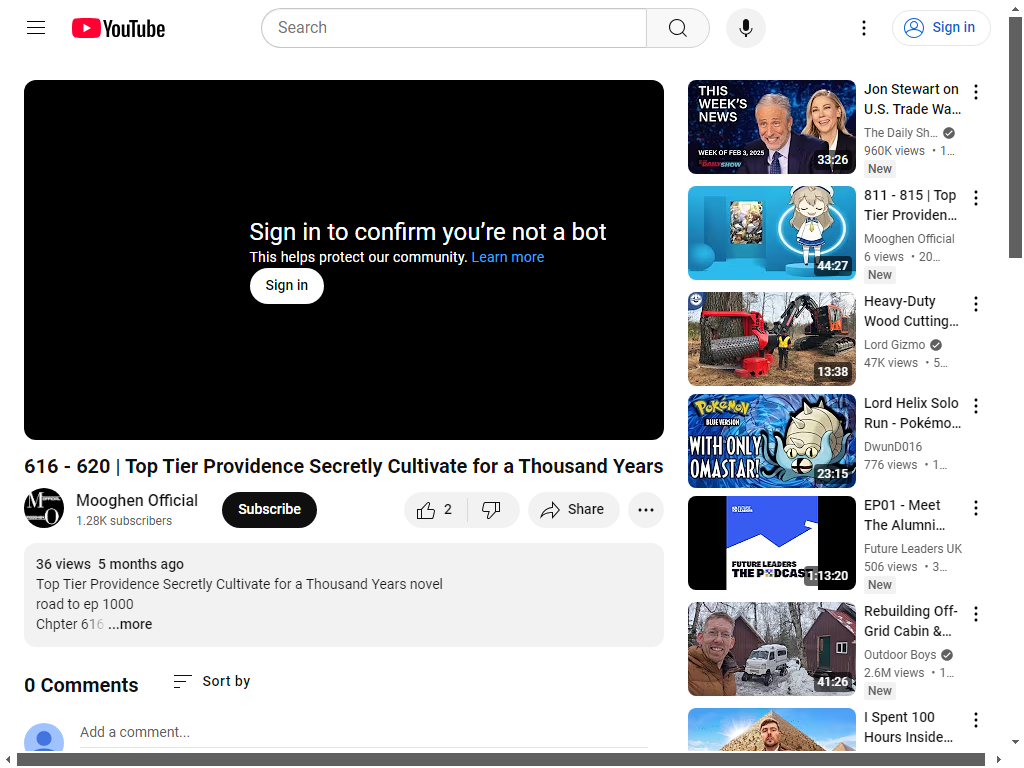 YouTube
Search
Sign in
Sign in to confirm you’re not a bot
This helps protect our community. Learn more
Sign in
616 - 620 | Top Tier Providence Secretly Cultivate for a Thousand Years
Mooghen Official
1.28K subscribers
Subscribe
2
Share
36 views 5 months ago
Top Tier Providence Secretly Cultivate for a Thousand Years novel
road to ep 1000
Chpter 616 ...more
0 Comments
Sort by
Add a comment...
THIS
WEEK'S
NEWS
WEEK OF FEB 3, 2025
THE DAILY SHOW
33:26
Jon Stewart on
U.S. Trade Wa...
The Daily Sh...
960K views • 1...
New
44:27
811 - 815 | Top
Tier Providen...
Mooghen Official
6 views • 20...
New
13:38
Heavy-Duty
Wood Cutting...
Lord Gizmo
47K views • 5...
POKéMON
BLUE VERSION
WITH ONLY
OMASTAR!
23:15
Lord Helix Solo
Run - Pokémo...
DwunD016
776 views • 1...
FUTURE LEADERS
THE PODCAST
1:13:20
EP01 - Meet
The Alumni...
Future Leaders UK
506 views • 3...
New
41:26
Rebuilding Off-
Grid Cabin &...
Outdoor Boys
2.6M views • 1...
New
I Spent 100
Hours Inside...